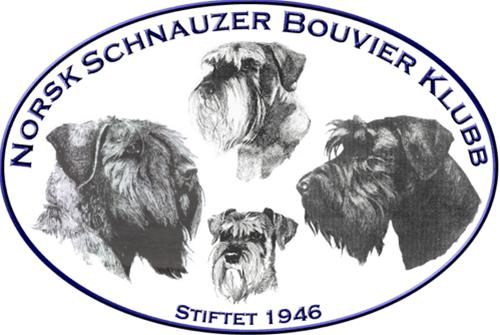 NORSK SCHNAUZER BOUVIER KLUBB
STIFTET 1946